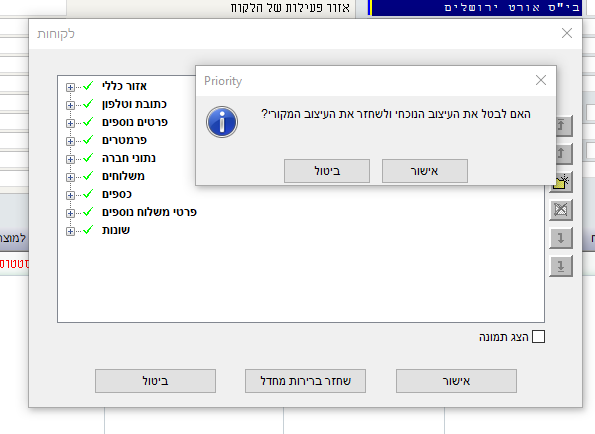 אזור פעילות של הלקוח
בי"ס אורט ירושלים
לקוחות
Priority
האם לבטל את העיצוב הנוכחי ולשחזר את העיצוב המקורי?
אישור
ביטול
אזור כללי
כתובת וטלפון
פרטים נוספים
פרמטרים
נתוני חברה
משלוחים
כספים
פרטי משלוח נוספים
שונות
למוצר
סטטוס
הצג תמונה
אישור
שחזר ברירות מחדל
ביטול